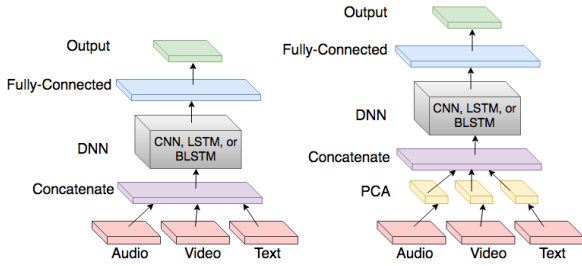 Output
Fully-Connected
DNN
CNN, LSTM, or
BLSTM
Concatenate
Audio
Video
Text
Output
Fully-Connected
DNN
CNN, LSTM, or
BLSTM
Concatenate
PCA
Audio
Video
Text